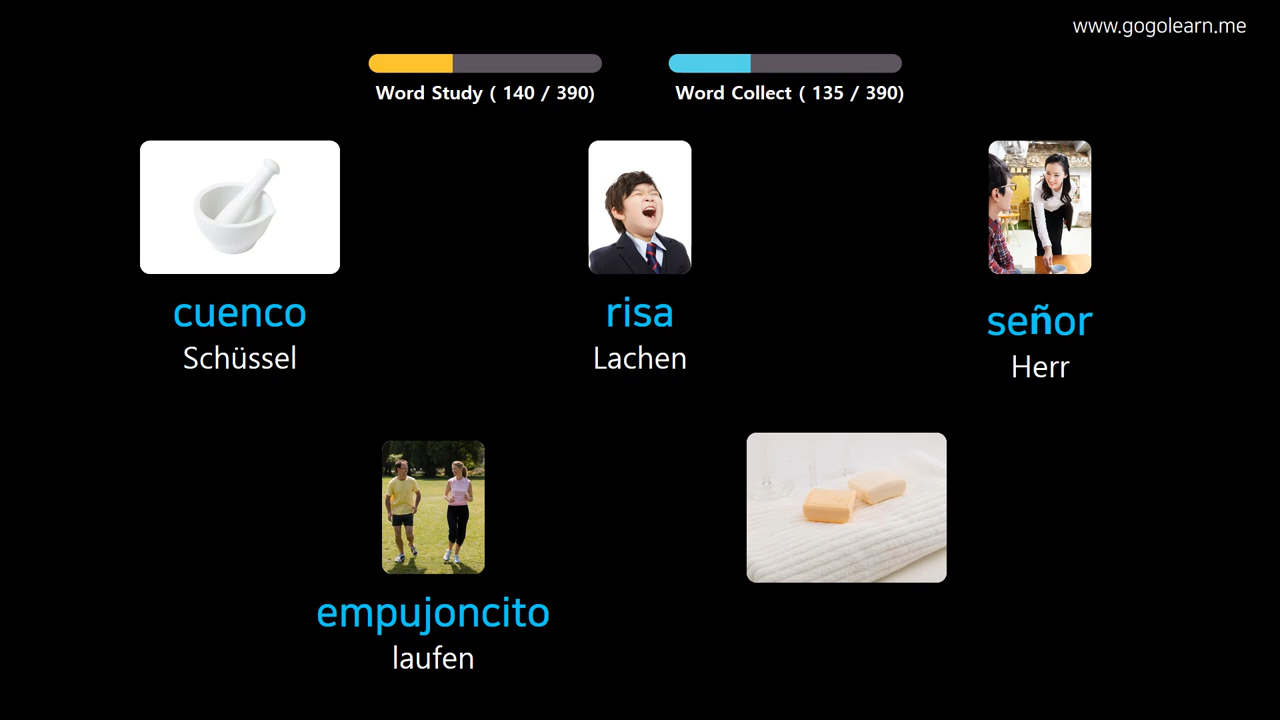 www.gogolearn.me
Word Study ( 140 / 390)
Word Collect ( 135 / 390)
cuenco
Schüssel
risa
Lachen
señor
Herr
empujoncito
laufen